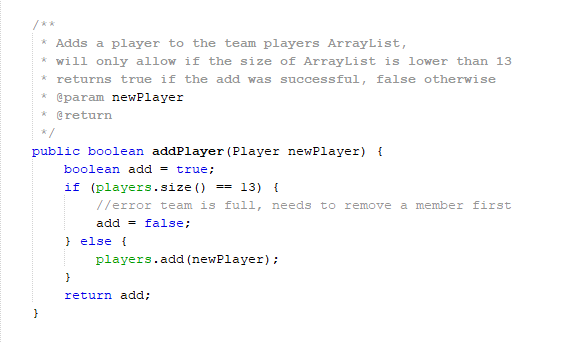 /**
 * Adds a player to the team players ArrayList,
 * will only allow if the size of ArrayList is lower than 13
 * returns true if the add was successful, false otherwise
 * @param newPlayer
 * @return
 */
public boolean addPlayer(Player newPlayer) {
    boolean add = true;
    if (players.size() == 13) {
        //error team is full, needs to remove a member first
        add = false;
    } else {
        players.add(newPlayer);
    }
    return add;
}